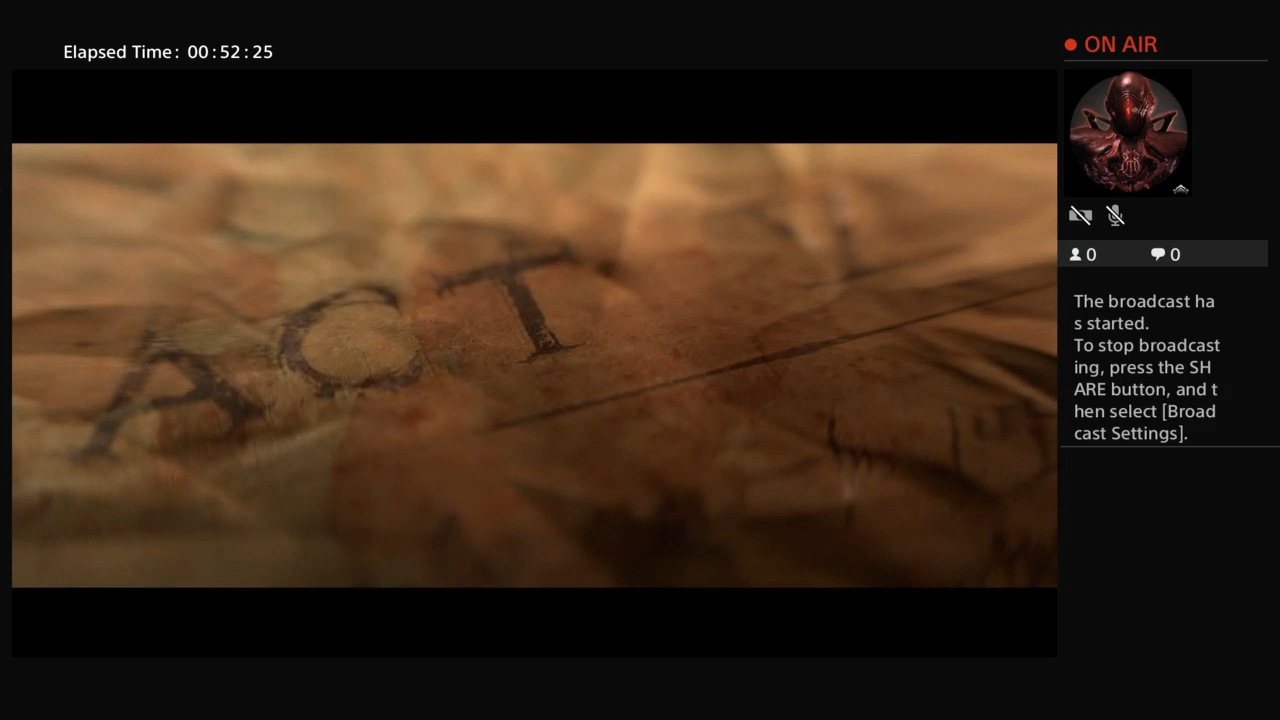 Elapsed Time: 00:52:25
ON AIR
0 0
The broadcast ha
s started.
To stop broadcast
ing, press the SH
ARE button, and t
hen select [Broad
cast Settings].
ACT